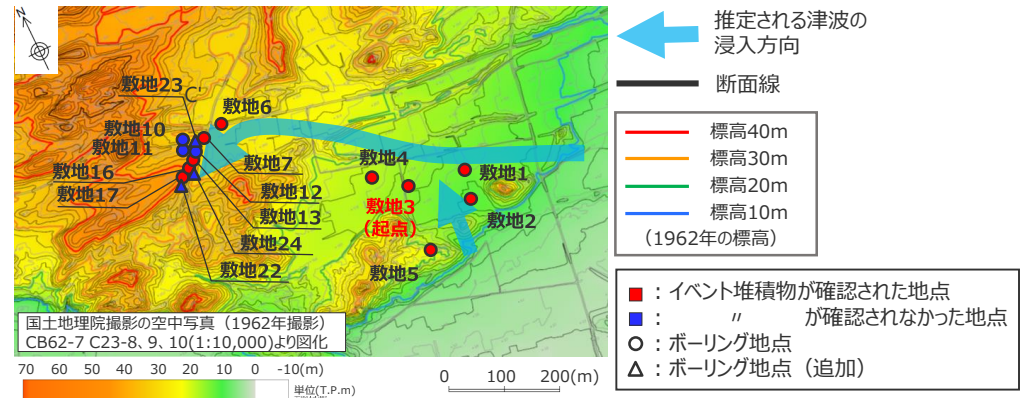 N
敷地23
C'
敷地6
敷地10
敷地11
敷地16
敷地17
敷地7
敷地12
敷地13
敷地24
敷地22
敷地4
敷地3
(起点)
敷地1
敷地2
敷地5
国土地理院撮影の空中写真（1962年撮影）
CB62-7 C23-8、9、10(1:10,000)より図化
70 60 50 40 30 20 10 0 -10(m)
単位(T.P.m)
0 100 200(m)
推定される津波の
浸入方向
断面線
標高40m
標高30m
標高20m
標高10m
（1962年の標高）
■：イベント堆積物が確認された地点
■： 〃 が確認されなかった地点
○：ボーリング地点
△：ボーリング地点（追加）